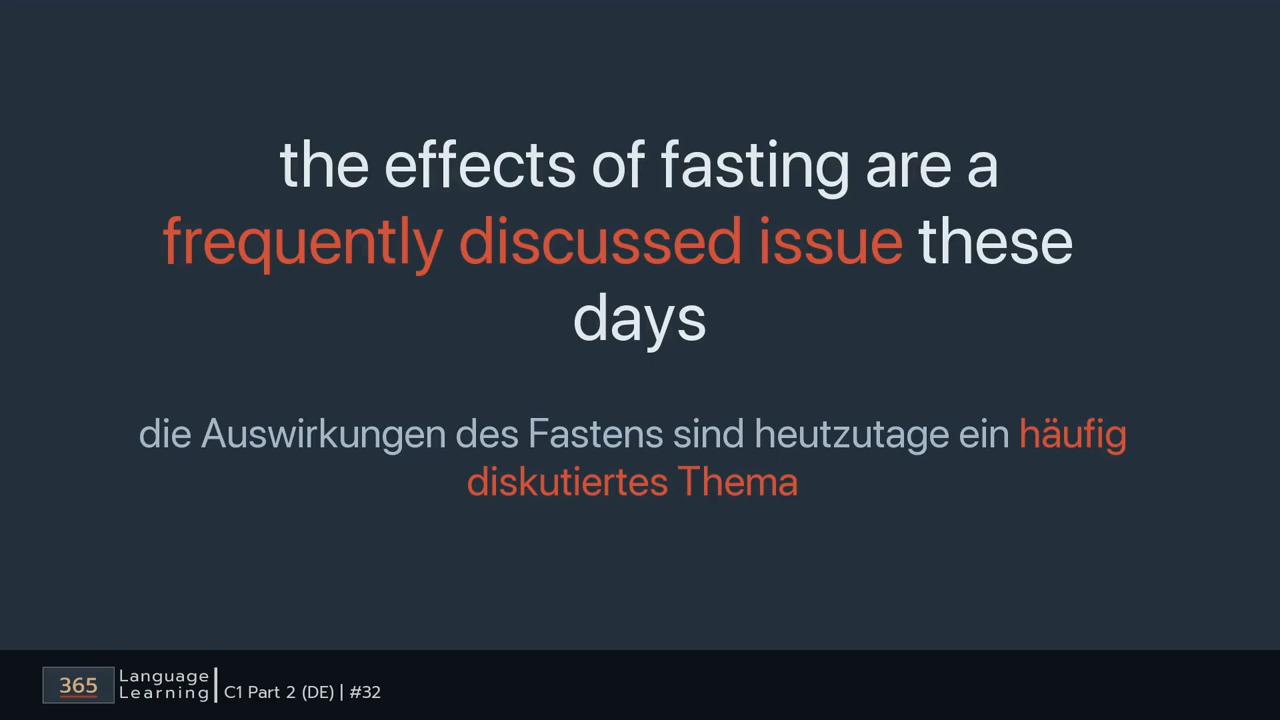 the effects of fasting are a
frequently discussed issue these
days
die Auswirkungen des Fastens sind heutzutage ein häufig
diskutiertes Thema
365
Language
Learning
C1 Part 2 (DE) | #32